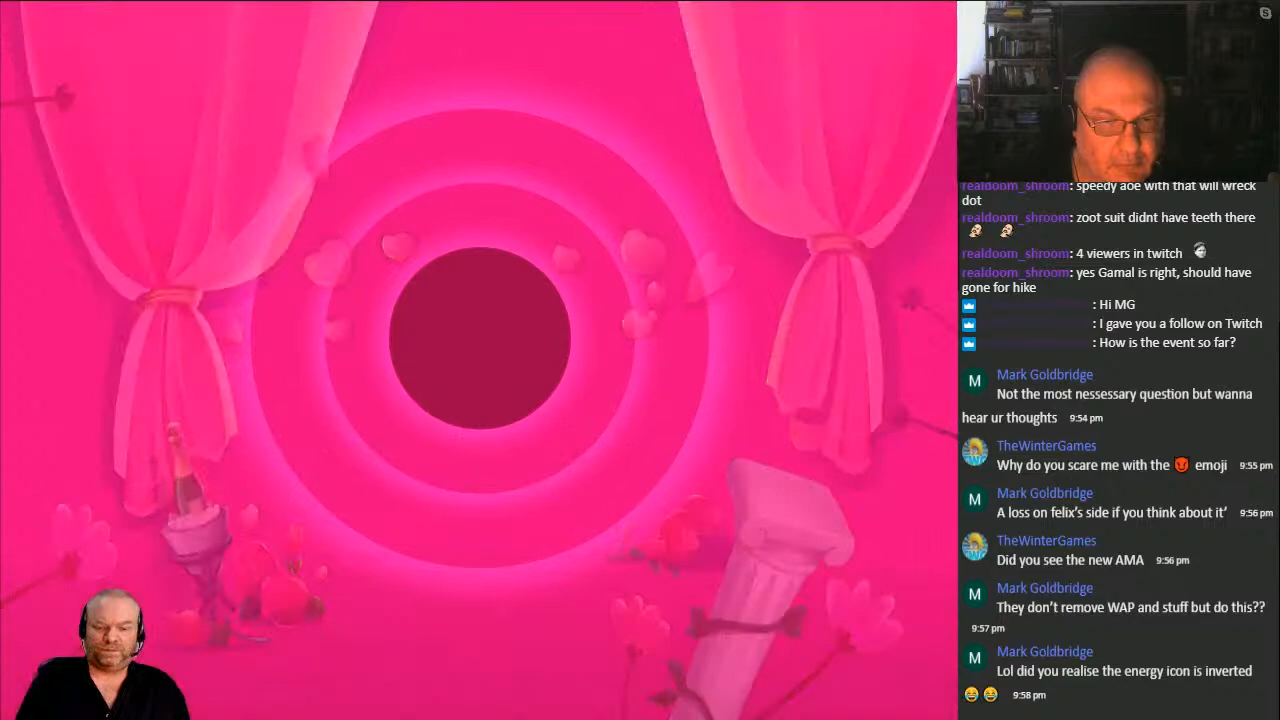 realdoom_shroom: speedy aoe with that will wreck
dot
realdoom_shroom: zoot suit didnt have teeth there
realdoom_shroom: 4 viewers in twitch
realdoom_shroom: yes Gamal is right, should have
gone for hike
: Hi MG
: I gave you a follow on Twitch
: How is the event so far?
M Mark Goldbridge
Not the most nessessary question but wanna
hear ur thoughts 9:54 pm
TheWinterGames
Why do you scare me with the 😈 emoji 9:55 pm
M Mark Goldbridge
A loss on felix's side if you think about it' 9:56 pm
TheWinterGames
Did you see the new AMA 9:56 pm
M Mark Goldbridge
They don't remove WAP and stuff but do this??
9:57 pm
M Mark Goldbridge
Lol did you realise the energy icon is inverted
😂 😂 9:58 pm